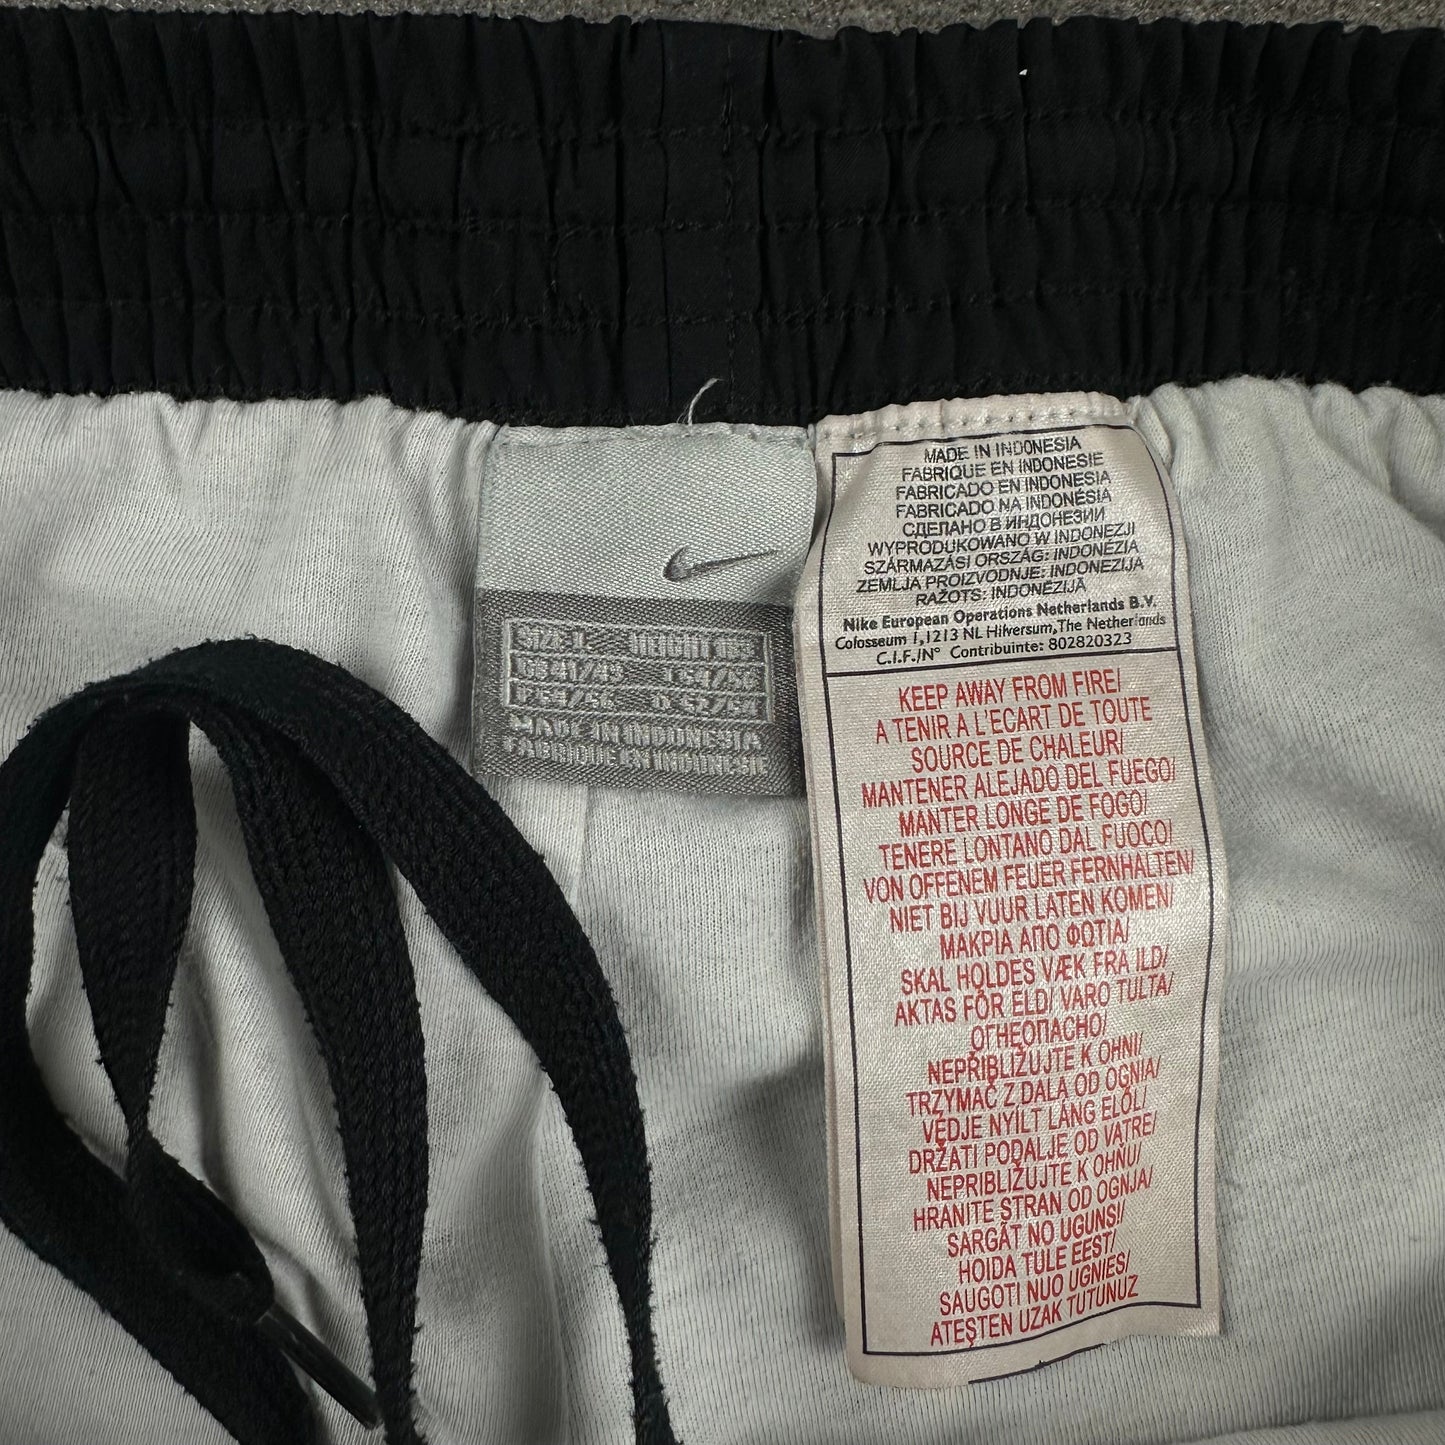 SIZE L HEIGHT
MADE IN INDONESIA
FABRIQUE EN INDONESIE
MADE IN INDONESIA
FABRIQUE EN INDONESIE
FABRICADO EN INDONESIA
FABRICADO NA INDONÉSIA
СДЕЛАНО В ИНДОНЕЗИИ
WYPRODUKOWANO W INDONEZJI
SZÁRMAZÁSI ORSZÁG: INDONÉZIA
ZEMLJA PROIZVODNJE: INDONEZIJA
RAŽOTS: INDONĒZIJĀ
Nike European Operations Netherlands B.V.
Colosseum 1,1213 NL Hilversum,The Netherlands
C.I.F./N° Contribuinte: 802820323
KEEP AWAY FROM FIRE/
A TENIR A L'ECART DE TOUTE
SOURCE DE CHALEUR/
MANTENER ALEJADO DEL FUEGO/
MANTER LONGE DE FOGO/
TENERE LONTANO DAL FUOCO/
VON OFFENEM FEUER FERNHALTEN/
NIET BIJ VUUR LATEN KOMEN/
ΜΑΚΡΙΑ ΑΠΟ ΦΩΤΙΑ/
SKAL HOLDES VÆK FRA ILD/
AKTAS FÖR ELD/ VARO TULTA/
ОГНЕОПАСНО/
NEPŘIBLIŽUJTE K OHNI/
TRZYMAĆ Z DALA OD OGNIA/
VÉDJE NYÍLT LÁNG ELŐL/
DRŽATI PODALJE OD VATRE/
NEPRIBLIŽUJTE K OHŇU/
HRANITE STRAN OD OGNJA/
SARGĀT NO UGUNS!/
HOIDA TULE EEST/
SAUGOTI NUO UGNIES/
ATEŞTEN UZAK TUTUNUZ